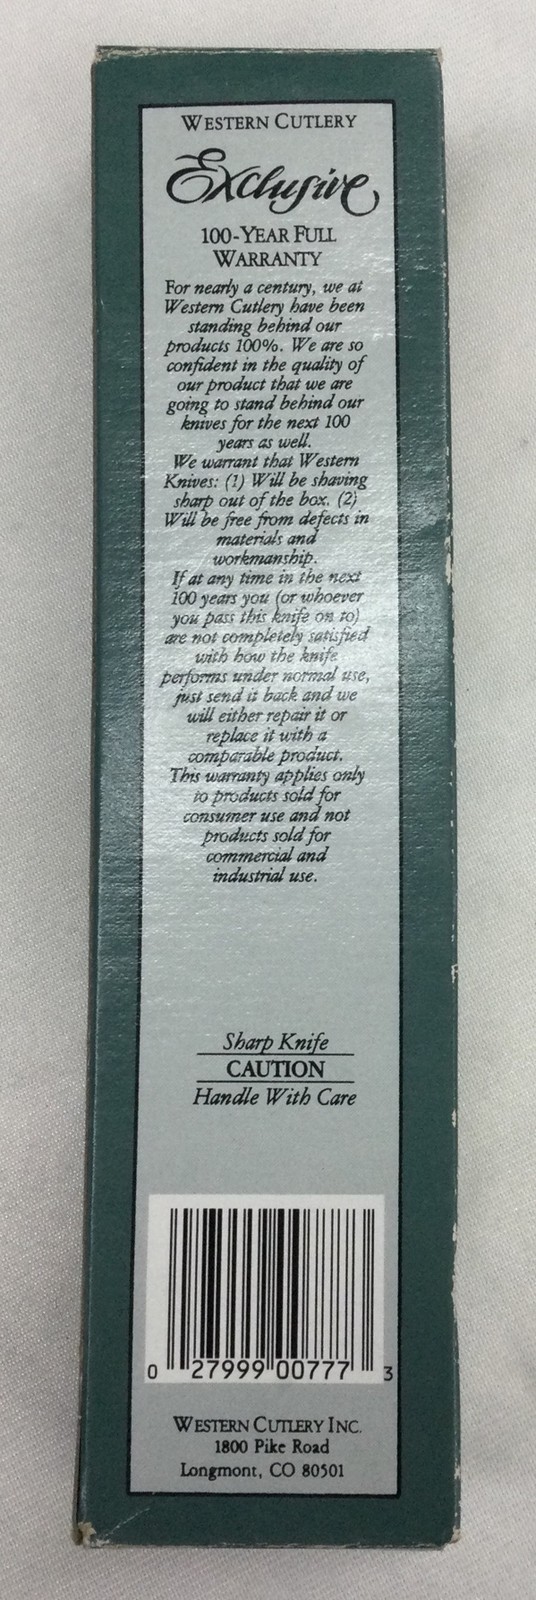 WESTERN CUTLERY
Exclusive
100-YEAR FULL
WARRANTY
For nearly a century, we at
Western Cutlery have been
standing behind our
products 100%. We are so
confident in the quality of
our product that we are
going to stand behind our
knives for the next 100
years as well.
We warrant that Western
Knives: (1) Will be shaving
sharp out of the box. (2)
Will be free from defects in
materials and
workmanship.
If at any time in the next
100 years you (or whoever
you pass this knife on to)
are not completely satisfied
with how the knife
performs under normal use,
just send it back and we
will either repair it or
replace it with a
comparable product.
This warranty applies only
to products sold for
consumer use and not
products sold for
commercial and
industrial use.
Sharp Knife
CAUTION
Handle With Care
0 27999 00777 3
WESTERN CUTLERY INC.
1800 Pike Road
Longmont, CO 80501